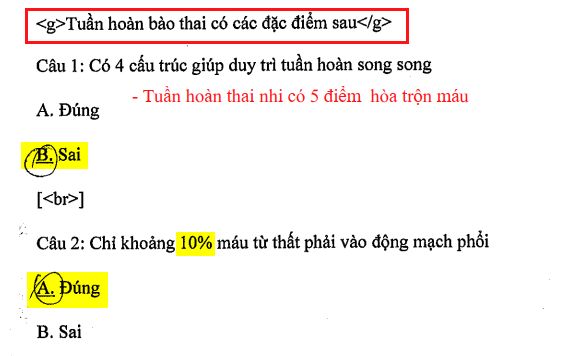 <g>Tuần hoàn bào thai có các đặc điểm sau</g>
Câu 1: Có 4 cấu trúc giúp duy trì tuần hoàn song song
- Tuần hoàn thai nhi có 5 điểm hòa trộn máu
A. Đúng
B. Sai
[<br>]
Câu 2: Chỉ khoảng 10% máu từ thất phải vào động mạch phổi
A. Đúng
B. Sai